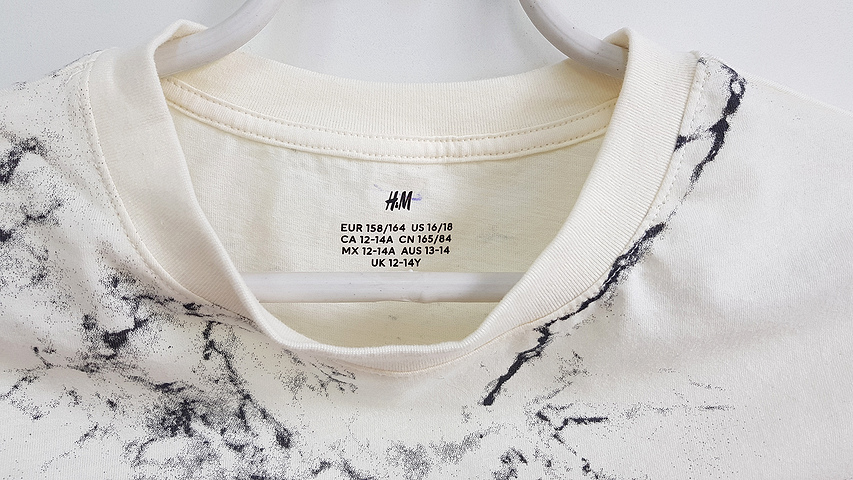 H&M
EUR 158/164 US 16/18
CA 12-14A CN 165/84
MX 12-14A AUS 13-14
UK 12-14Y